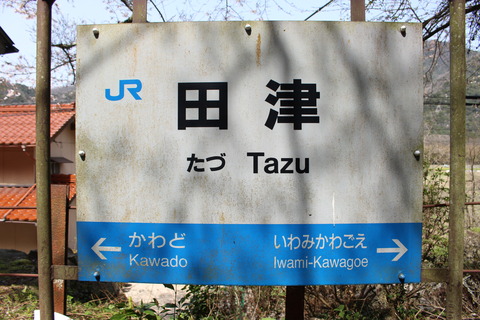 JR
田津
たづ Tazu
← かわど いわみかわごえ →
Kawado Iwami-Kawagoe